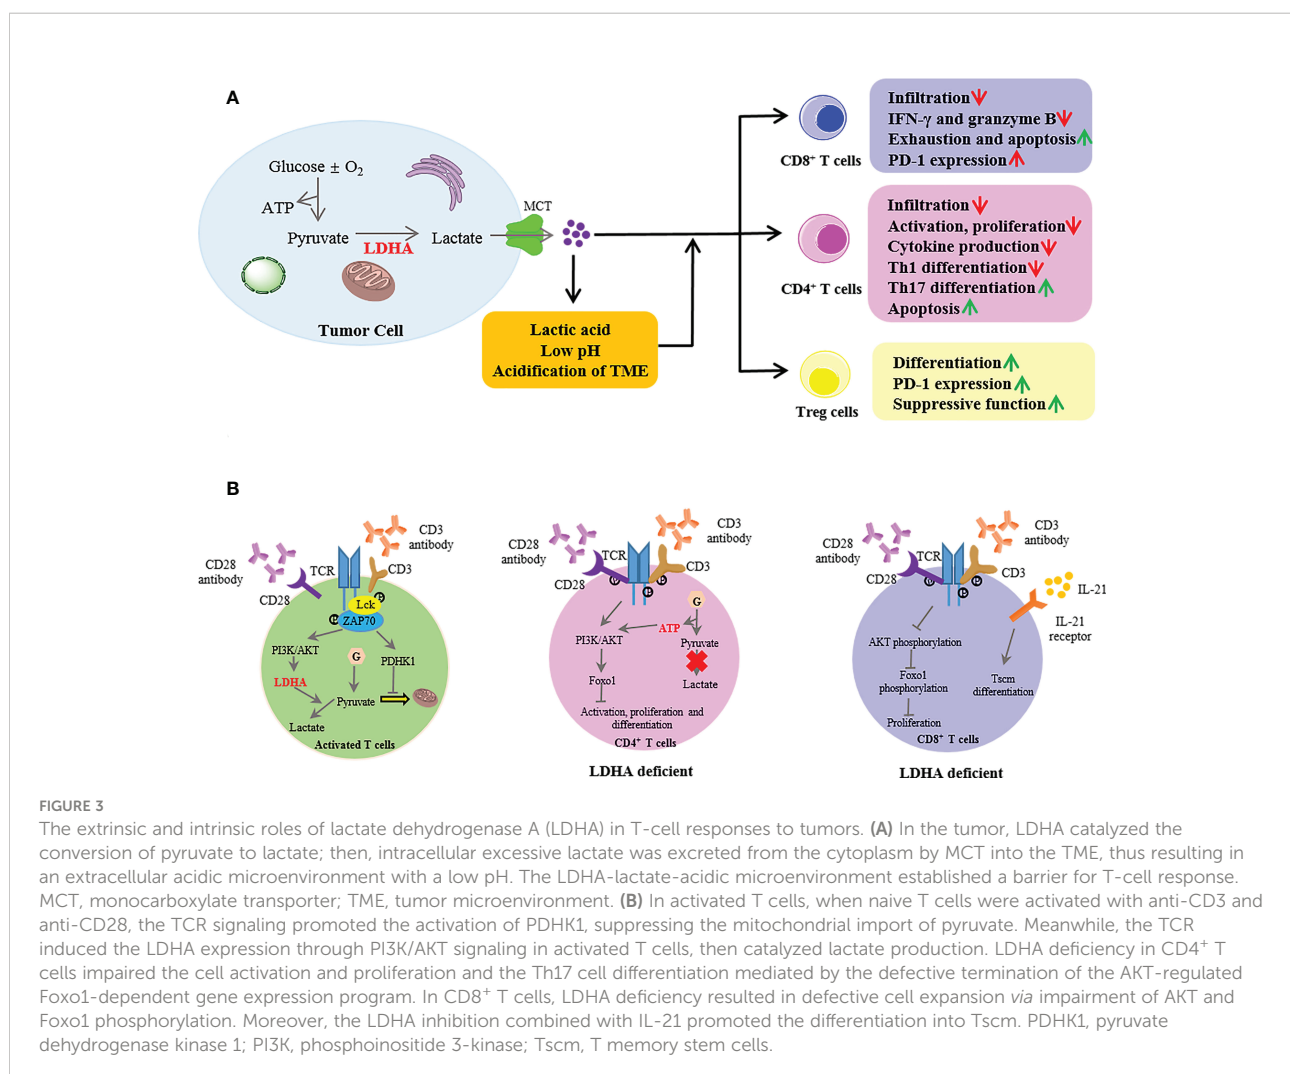 A
Glucose ± O₂
ATP
Pyruvate
LDHA
Lactate
MCT
Tumor Cell
Lactic acid
Low pH
Acidification of TME
CD8⁺ T cells
Infiltration
IFN-γ and granzyme B
Exhaustion and apoptosis
PD-1 expression
CD4⁺ T cells
Infiltration
Activation, proliferation
Cytokine production
Th1 differentiation
Th17 differentiation
Apoptosis
Treg cells
Differentiation
PD-1 expression
Suppressive function
B
CD28
antibody
CD3
antibody
TCR
CD3
CD28
Lck
P
P
ZAP70
PI3K/AKT
G
PDHK1
LDHA
Pyruvate
Lactate
Activated T cells
CD28
antibody
CD3
antibody
TCR
CD3
CD28
P
P
P
G
ATP
PI3K/AKT
Pyruvate
Foxo1
Lactate
Activation, proliferation and
differentiation
CD4⁺ T cells
LDHA deficient
CD28
antibody
CD3
antibody
TCR
CD3
CD28
P
P
P
IL-21
IL-21
receptor
AKT phosphorylation
Foxo1
phosphorylation
Tscm
differentiation
Proliferation
CD8⁺ T cells
LDHA deficient
FIGURE 3
The extrinsic and intrinsic roles of lactate dehydrogenase A (LDHA) in T-cell responses to tumors. (A) In the tumor, LDHA catalyzed the
conversion of pyruvate to lactate; then, intracellular excessive lactate was excreted from the cytoplasm by MCT into the TME, thus resulting in
an extracellular acidic microenvironment with a low pH. The LDHA-lactate-acidic microenvironment established a barrier for T-cell response.
MCT, monocarboxylate transporter; TME, tumor microenvironment. (B) In activated T cells, when naive T cells were activated with anti-CD3 and
anti-CD28, the TCR signaling promoted the activation of PDHK1, suppressing the mitochondrial import of pyruvate. Meanwhile, the TCR
induced the LDHA expression through PI3K/AKT signaling in activated T cells, then catalyzed lactate production. LDHA deficiency in CD4⁺ T
cells impaired the cell activation and proliferation and the Th17 cell differentiation mediated by the defective termination of the AKT-regulated
Foxo1-dependent gene expression program. In CD8⁺ T cells, LDHA deficiency resulted in defective cell expansion via impairment of AKT and
Foxo1 phosphorylation. Moreover, the LDHA inhibition combined with IL-21 promoted the differentiation into Tscm. PDHK1, pyruvate
dehydrogenase kinase 1; PI3K, phosphoinositide 3-kinase; Tscm, T memory stem cells.